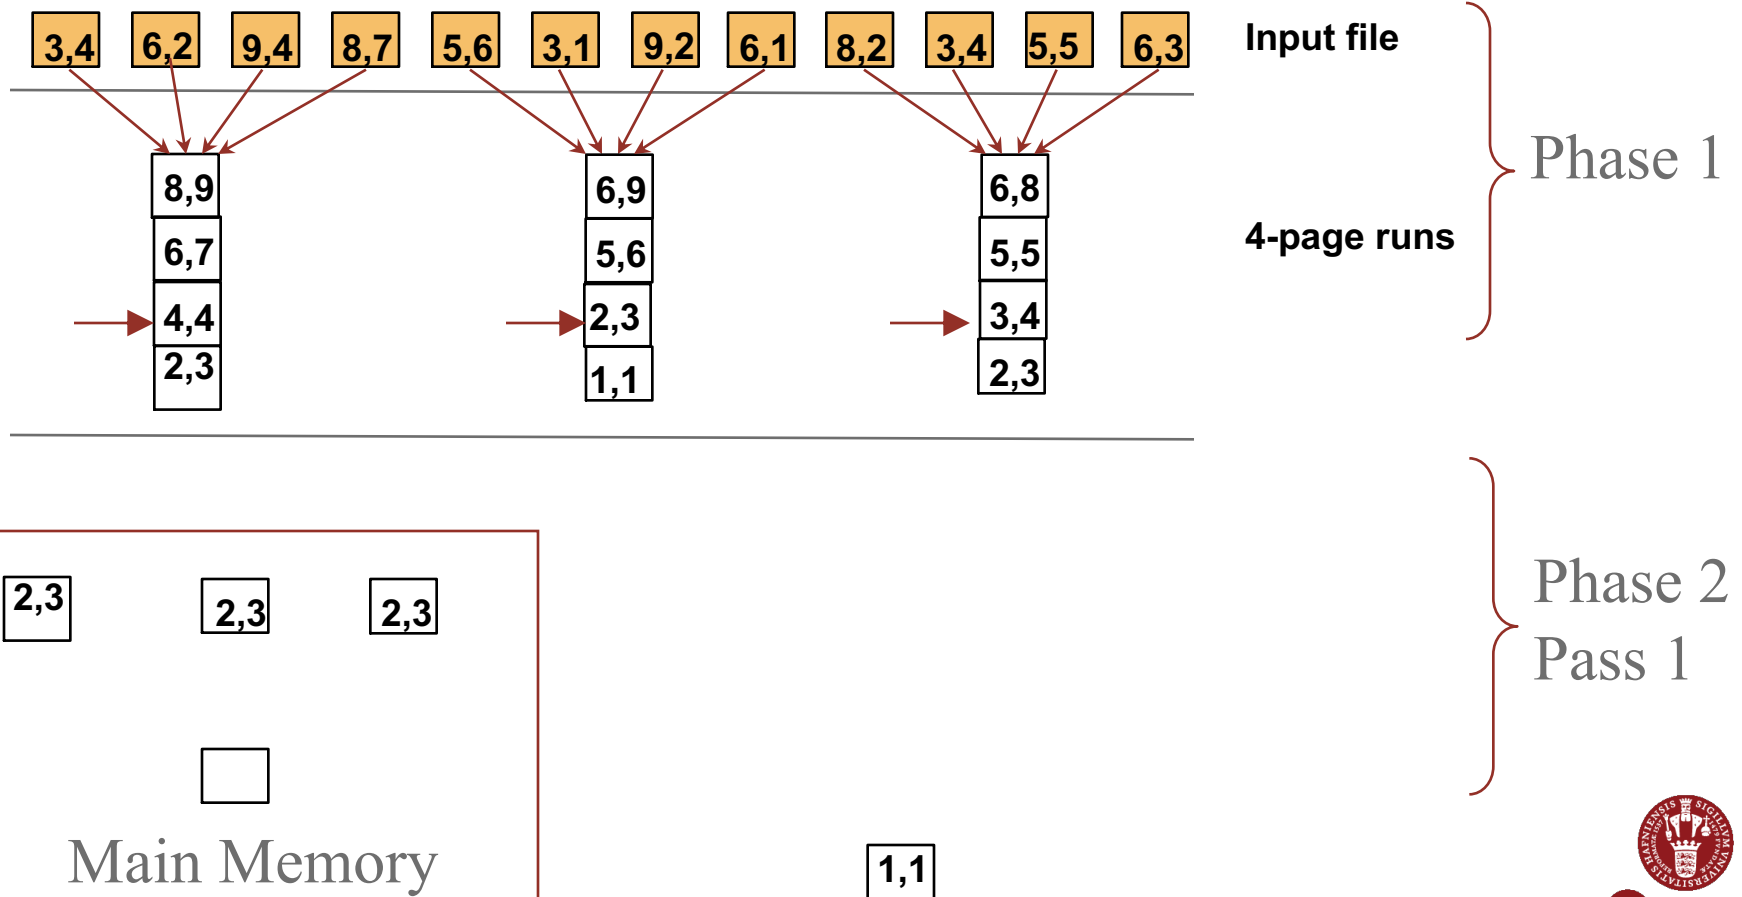 3,4 6,2 9,4 8,7 5,6 3,1 9,2 6,1 8,2 3,4 5,5 6,3 Input file
Phase 1
8,9 6,9 6,8
6,7 5,6 5,5 4-page runs
4,4 2,3 3,4
2,3 1,1 2,3
Phase 2
Pass 1
2,3 2,3 2,3
Main Memory
1,1